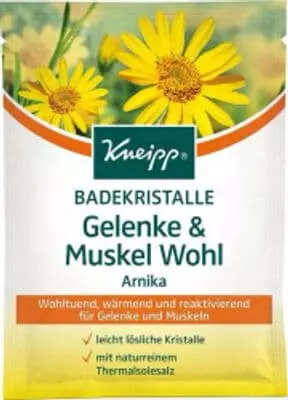 Kneipp®
BADEKRISTALLE
Gelenke &
Muskel Wohl
Arnika
Wohltuend, wärmend und reaktivierend
für Gelenke und Muskeln
✓ leicht lösliche Kristalle
✓ mit naturreinem
Thermalsolesalz